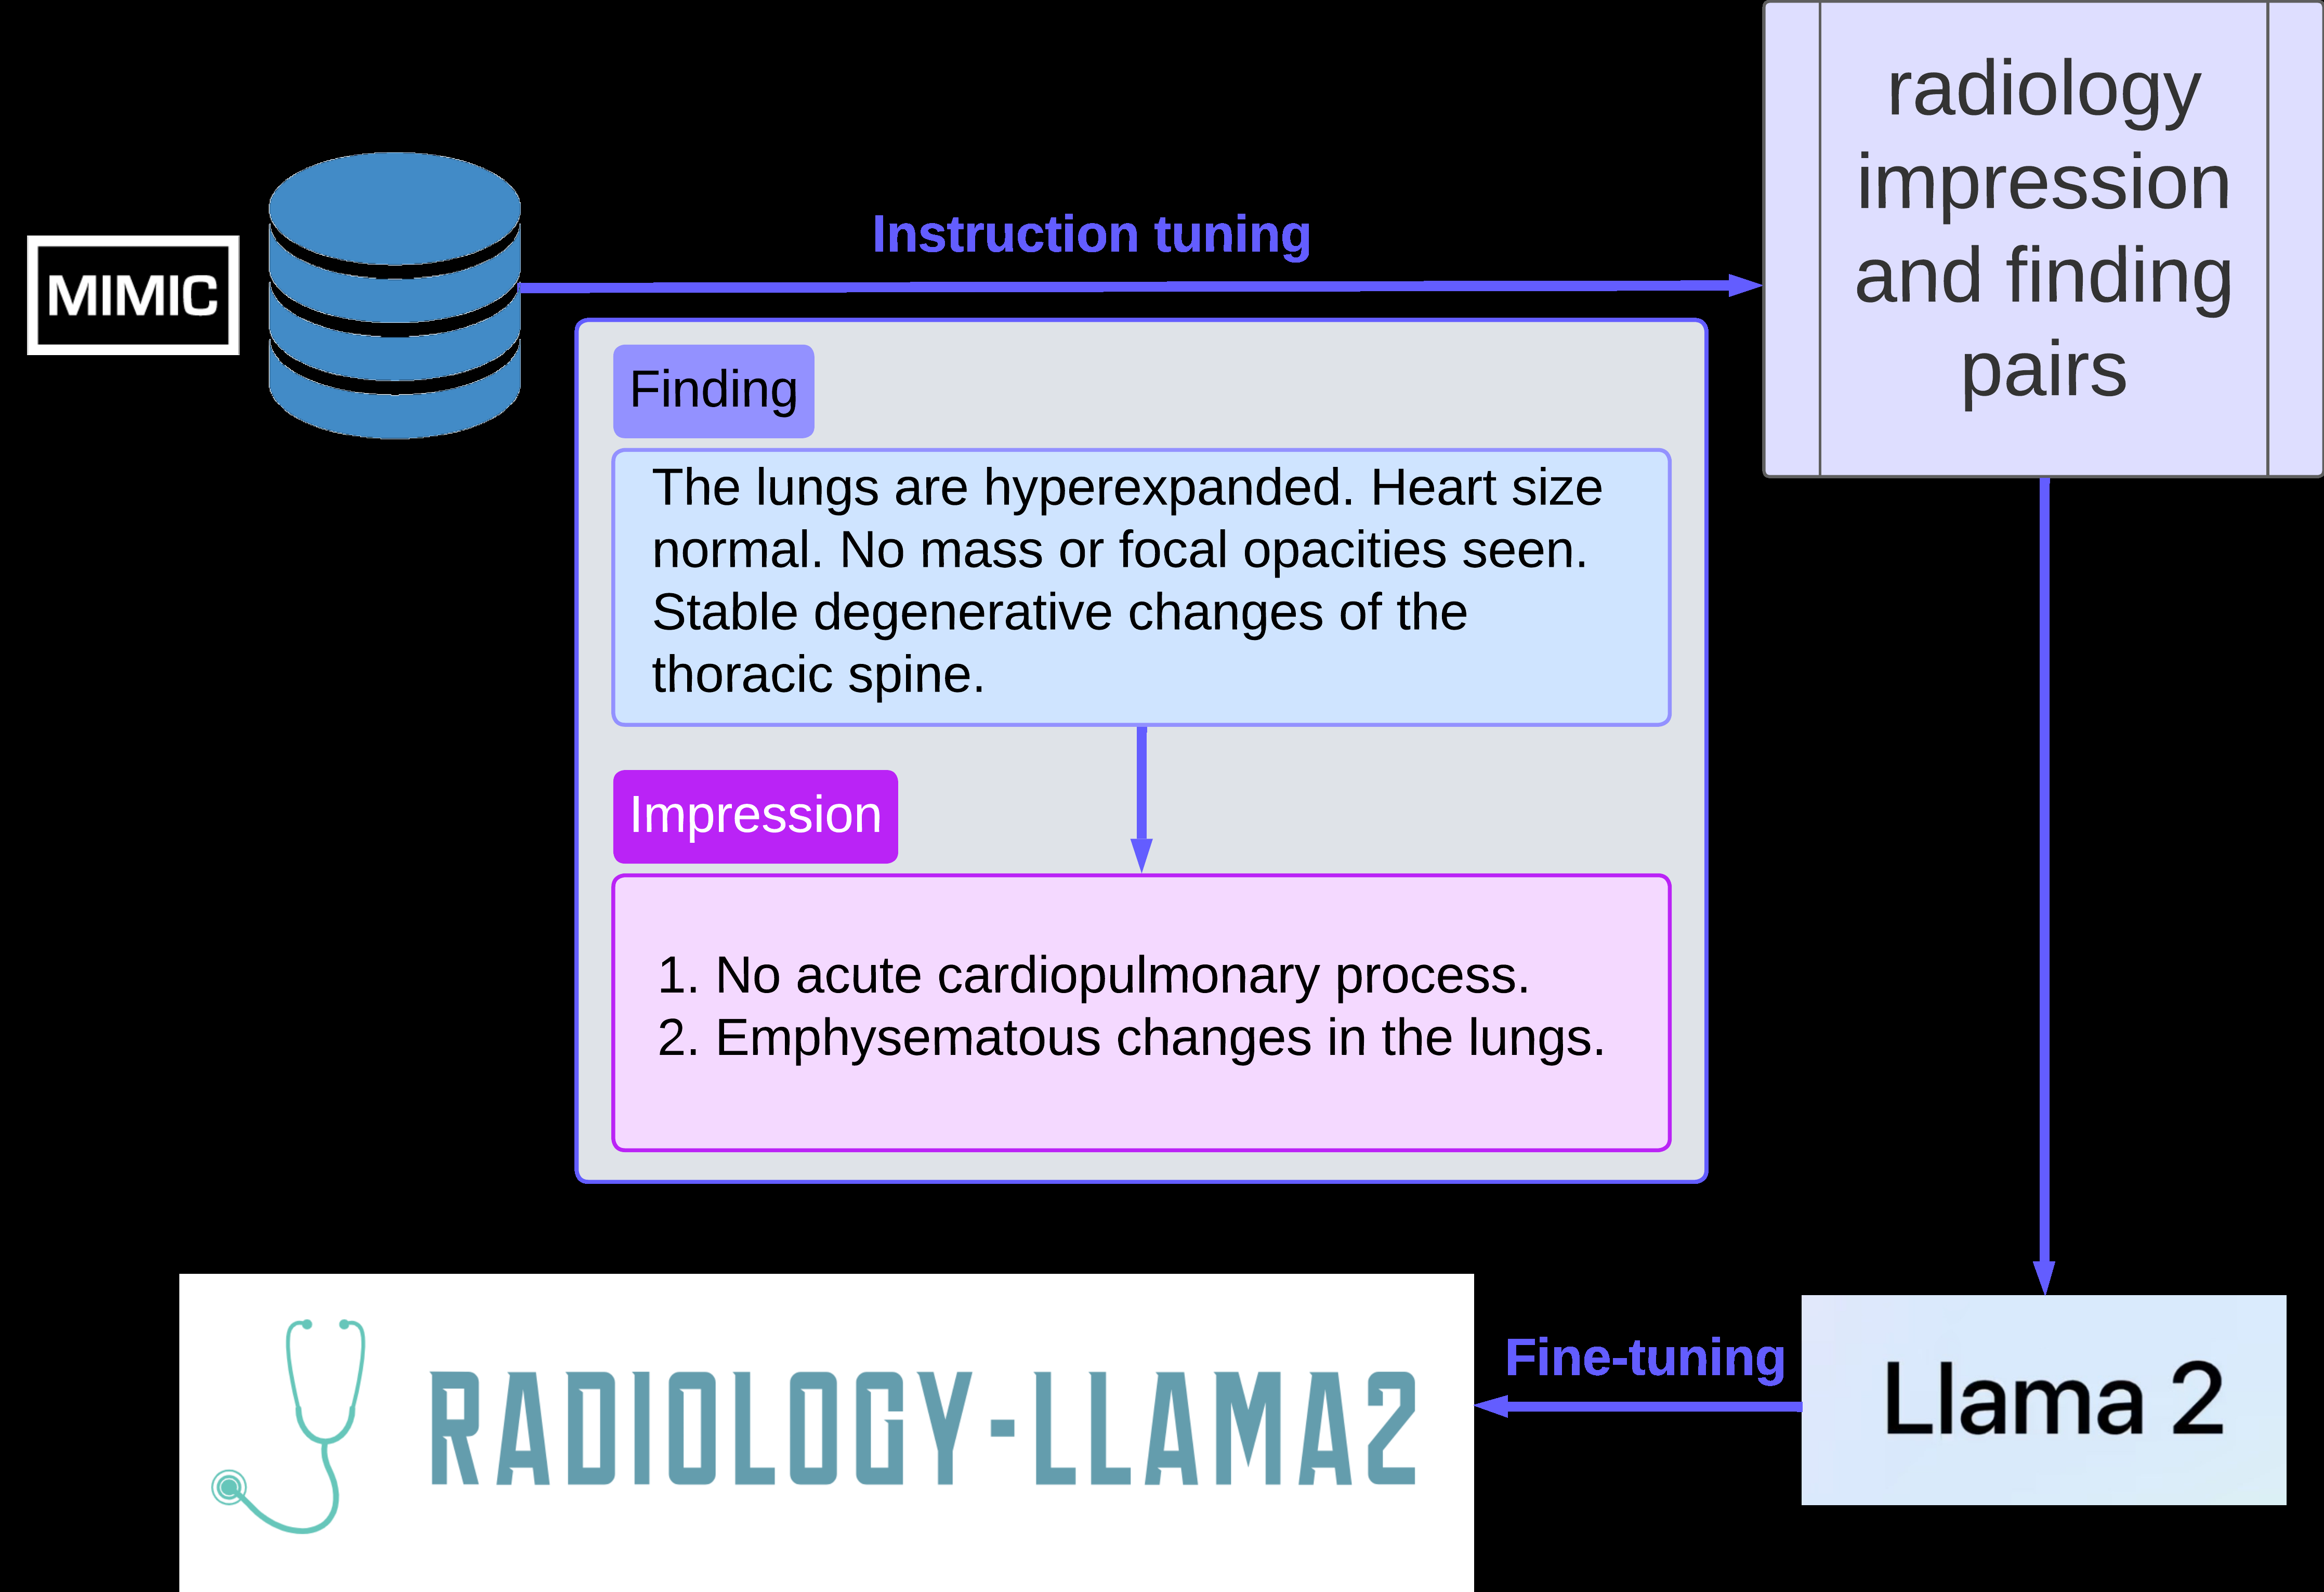 MIMIC
Instruction tuning
radiology
impression
and finding
pairs
Finding
The lungs are hyperexpanded. Heart size
normal. No mass or focal opacities seen.
Stable degenerative changes of the
thoracic spine.
Impression
1. No acute cardiopulmonary process.
2. Emphysematous changes in the lungs.
Fine-tuning
Llama 2
RADIOLOGY-LLAMA2